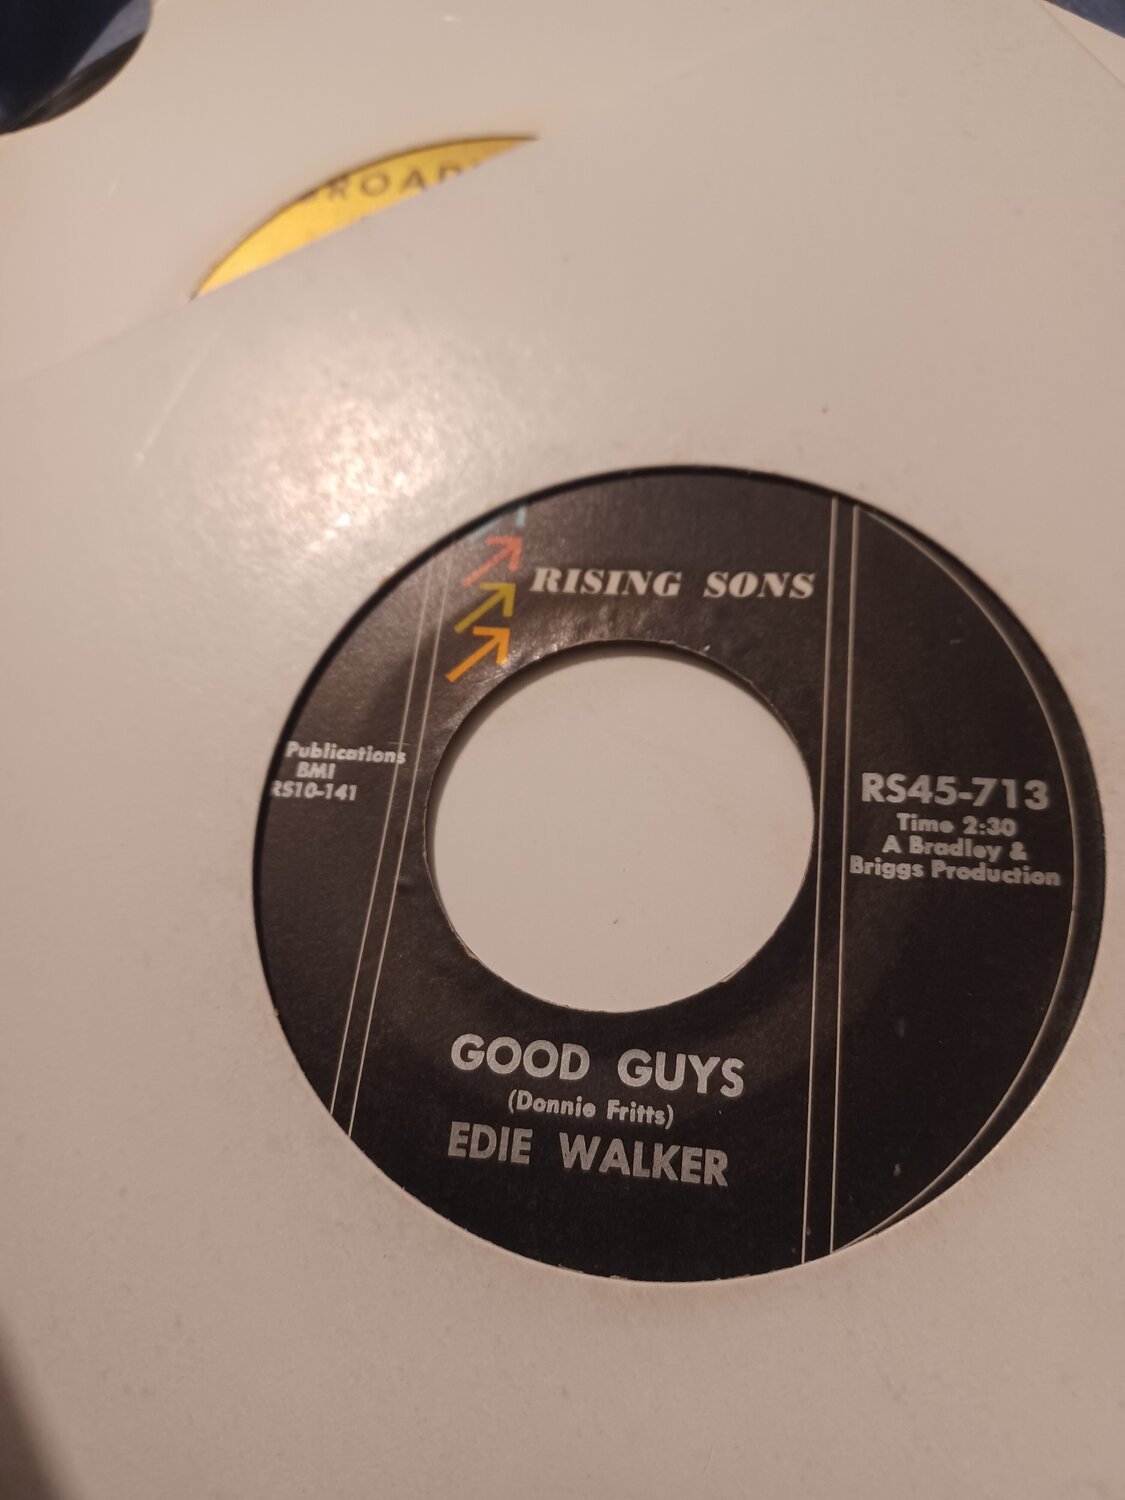 RISING SONS
Publications
BMI
RS10-141
RS45-713
Time 2:30
A Bradley &
Briggs Production
GOOD GUYS
(Donnie Fritts)
EDIE WALKER